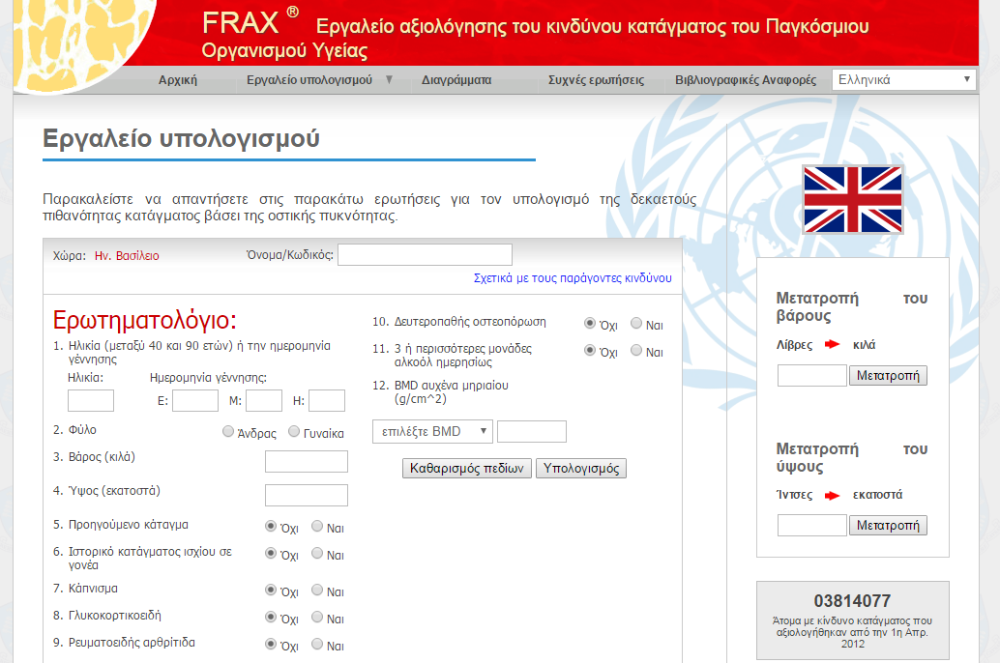 FRAX ® Εργαλείο αξιολόγησης του κινδύνου κατάγματος του Παγκόσμιου
Οργανισμού Υγείας
Αρχική Εργαλείο υπολογισμού ▼ Διαγράμματα Συχνές ερωτήσεις Βιβλιογραφικές Αναφορές Ελληνικά
Εργαλείο υπολογισμού
Παρακαλείστε να απαντήσετε στις παρακάτω ερωτήσεις για τον υπολογισμό της δεκαετούς
πιθανότητας κατάγματος βάσει της οστικής πυκνότητας.
Χώρα: Ην. Βασίλειο Όνομα/Κωδικός:
Σχετικά με τους παράγοντες κινδύνου
Ερωτηματολόγιο:
1. Ηλικία (μεταξύ 40 και 90 ετών) ή την ημερομηνία
γέννησης
Ηλικία: Ημερομηνία γέννησης:
Ε: Μ: Η:
2. Φύλο Άνδρας Γυναίκα
3. Βάρος (κιλά)
4. Ύψος (εκατοστά)
5. Προηγούμενο κάταγμα Όχι Ναι
6. Ιστορικό κατάγματος ισχίου σε
γονέα Όχι Ναι
7. Κάπνισμα Όχι Ναι
8. Γλυκοκορτικοειδή Όχι Ναι
9. Ρευματοειδής αρθρίτιδα Όχι Ναι
10. Δευτεροπαθής οστεοπόρωση Όχι Ναι
11. 3 ή περισσότερες μονάδες
αλκοόλ ημερησίως Όχι Ναι
12. BMD αυχένα μηριαίου
(g/cm^2)
επιλέξτε BMD
Καθαρισμός πεδίων Υπολογισμός
Μετατροπή του
βάρους
Λίβρες κιλά
Μετατροπή
Μετατροπή του
ύψους
Ίντσες εκατοστά
Μετατροπή
03814077
Άτομα με κίνδυνο κατάγματος που
αξιολογήθηκαν από την 1η Απρ.
2012